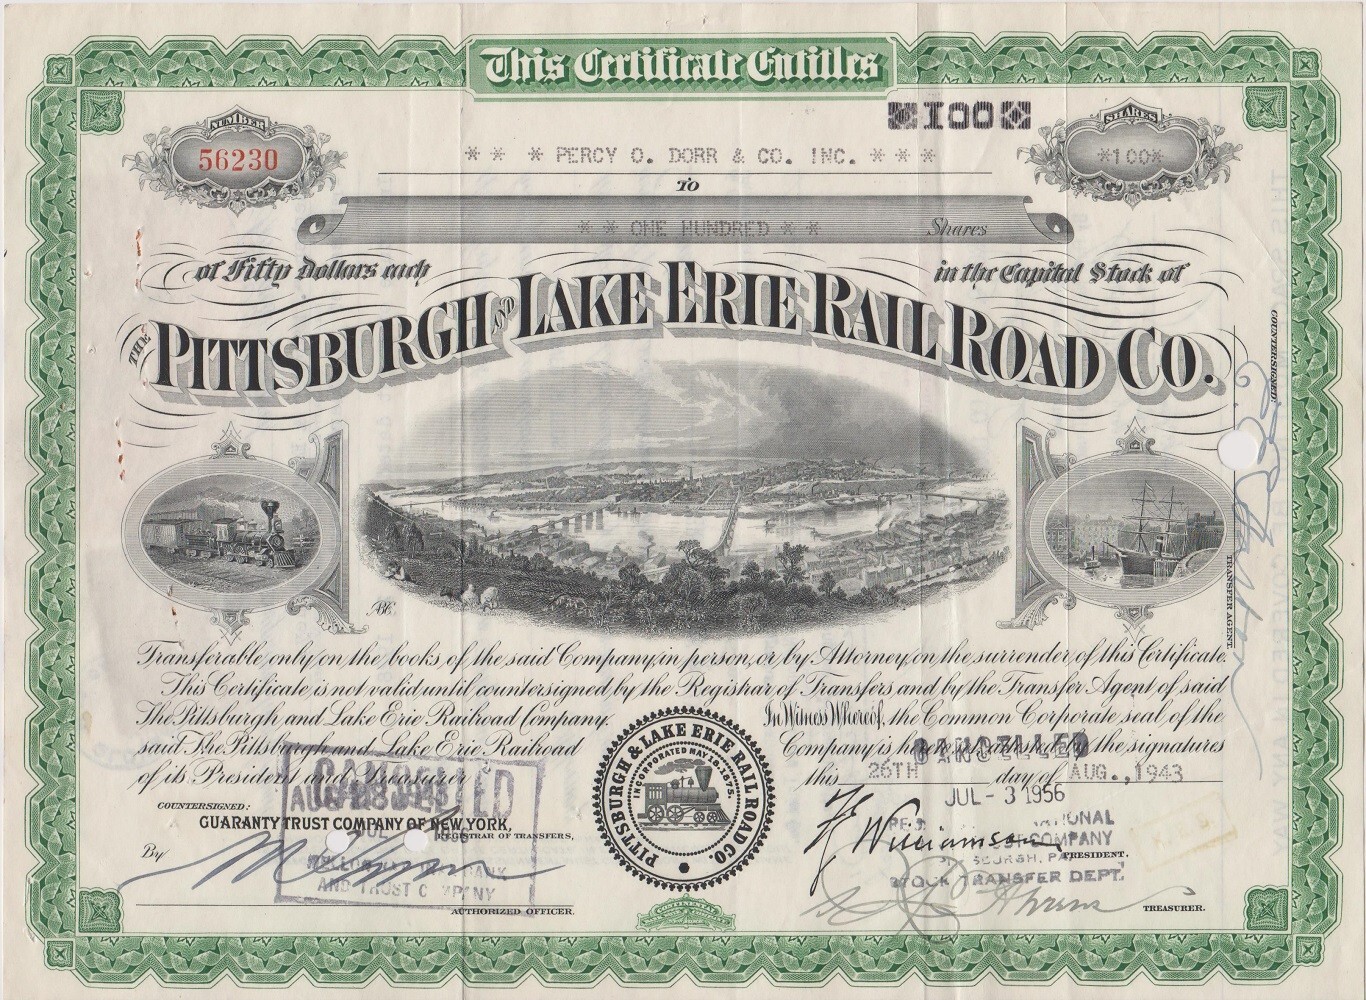 This Certificate Entitles
NUMBER
56230
100
SHARES
*100*
* * * PERCY O. DORR & CO. INC. * * *
TO
* * ONE HUNDRED * * Shares
of Fifty Dollars each in the Capital Stock of
THE PITTSBURGH AND LAKE ERIE RAIL ROAD CO.
COUNTERSIGNED:
TRANSFER AGENT.
Transferable only on the books of the said Company in person, or by Attorney, on the surrender of this Certificate.
This Certificate is not valid until countersigned by the Registrar of Transfers and by the Transfer Agent of said
The Pittsburgh and Lake Erie Railroad Company. In Witness Whereof, the Common Corporate seal of the
said The Pittsburgh and Lake Erie Railroad Company is hereto and the signatures
of its President and Treasurer this 26TH day of AUG., 1943
CANCELLED
JUL - 3 1956
PITTSBURGH & LAKE ERIE RAIL ROAD CO.
INCORPORATED MAY 18. 1875.
COUNTERSIGNED:
GUARANTY TRUST COMPANY OF NEW YORK,
REGISTRAR OF TRANSFERS,
By
AUTHORIZED OFFICER.
CANCELLED
AND TRUST COMPANY
F. Williamson
PRESIDENT.
COMPANY
STOCK TRANSFER DEPT.
Ahrens
TREASURER.